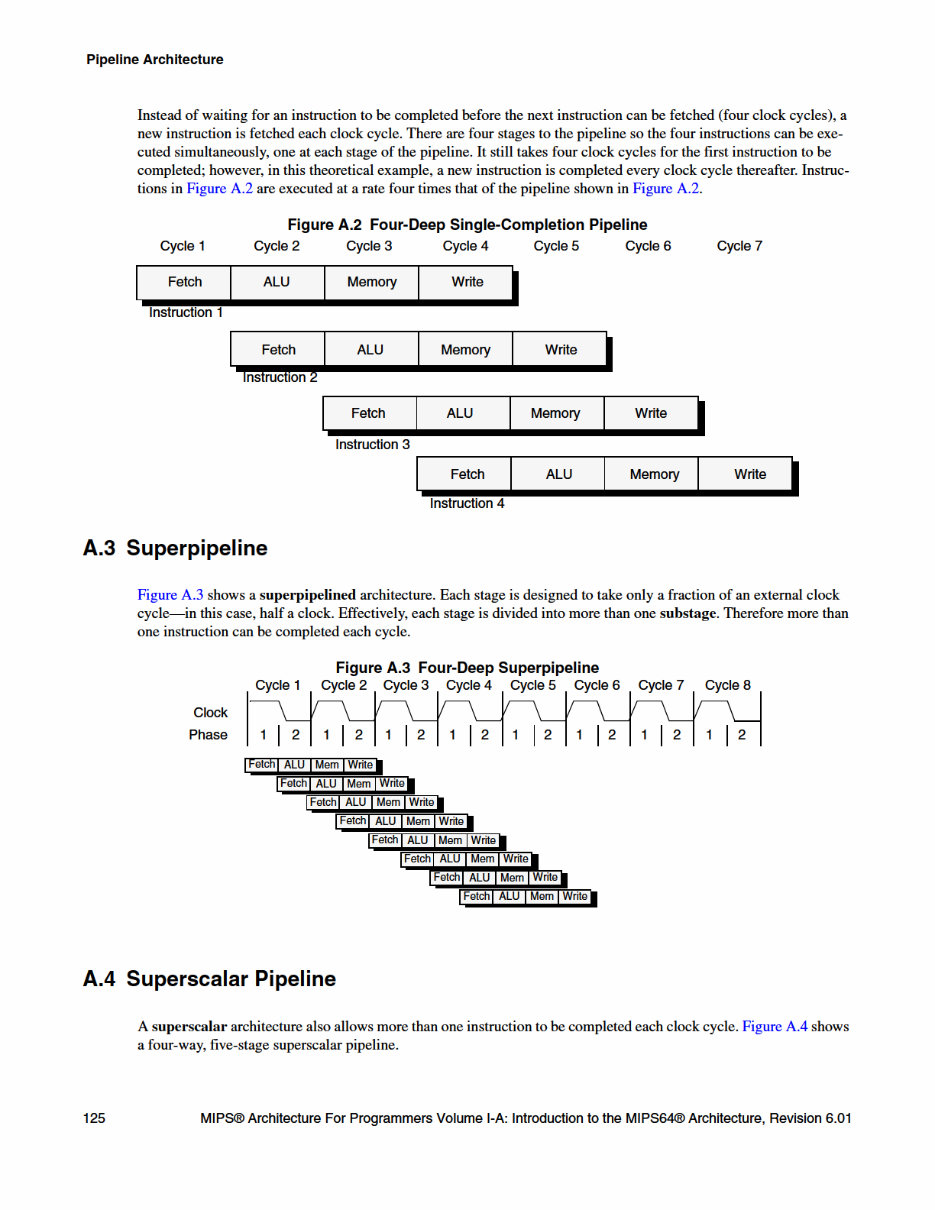 Pipeline Architecture
Instead of waiting for an instruction to be completed before the next instruction can be fetched (four clock cycles), a
new instruction is fetched each clock cycle. There are four stages to the pipeline so the four instructions can be exe-
cuted simultaneously, one at each stage of the pipeline. It still takes four clock cycles for the first instruction to be
completed; however, in this theoretical example, a new instruction is completed every clock cycle thereafter. Instruc-
tions in Figure A.2 are executed at a rate four times that of the pipeline shown in Figure A.2.
Figure A.2 Four-Deep Single-Completion Pipeline
Cycle 1 Cycle 2 Cycle 3 Cycle 4 Cycle 5 Cycle 6 Cycle 7
Fetch ALU Memory Write
Instruction 1
Fetch ALU Memory Write
Instruction 2
Fetch ALU Memory Write
Instruction 3
Fetch ALU Memory Write
Instruction 4
A.3 Superpipeline
Figure A.3 shows a superpipelined architecture. Each stage is designed to take only a fraction of an external clock
cycle—in this case, half a clock. Effectively, each stage is divided into more than one substage. Therefore more than
one instruction can be completed each cycle.
Figure A.3 Four-Deep Superpipeline
Cycle 1 Cycle 2 Cycle 3 Cycle 4 Cycle 5 Cycle 6 Cycle 7 Cycle 8
Clock
Phase 1 2 1 2 1 2 1 2 1 2 1 2 1 2 1 2
Fetch ALU Mem Write
Fetch ALU Mem Write
Fetch ALU Mem Write
Fetch ALU Mem Write
Fetch ALU Mem Write
Fetch ALU Mem Write
Fetch ALU Mem Write
Fetch ALU Mem Write
A.4 Superscalar Pipeline
A superscalar architecture also allows more than one instruction to be completed each clock cycle. Figure A.4 shows
a four-way, five-stage superscalar pipeline.
125 MIPS® Architecture For Programmers Volume I-A: Introduction to the MIPS64® Architecture, Revision 6.01